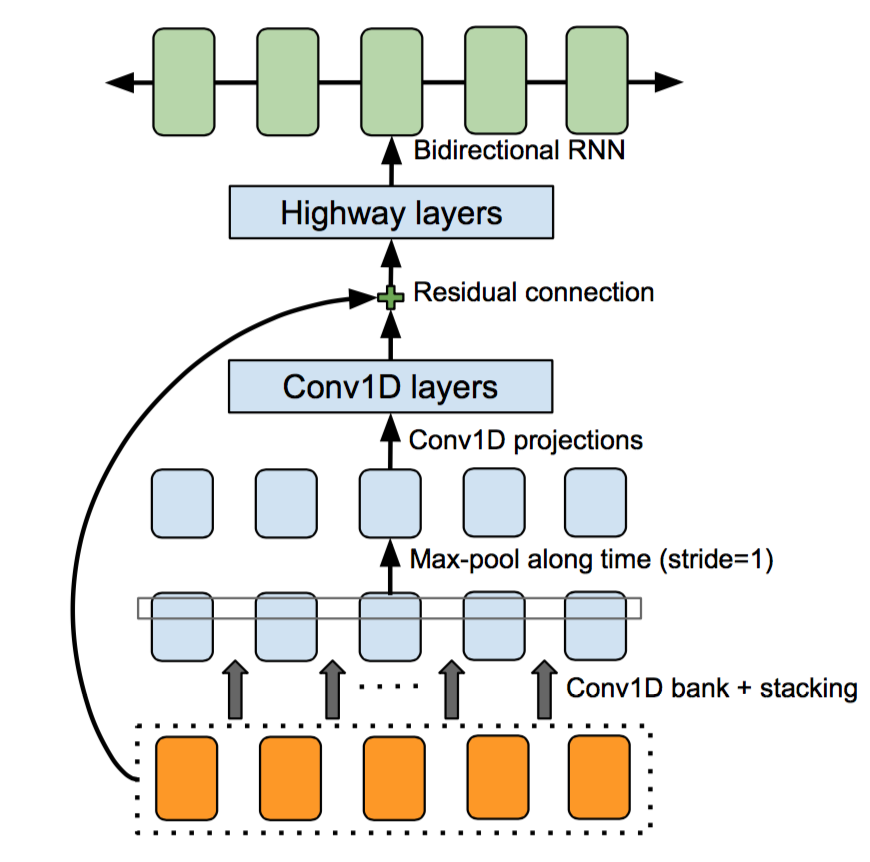 Bidirectional RNN
Highway layers
Residual connection
Conv1D layers
Conv1D projections
Max-pool along time (stride=1)
Conv1D bank + stacking